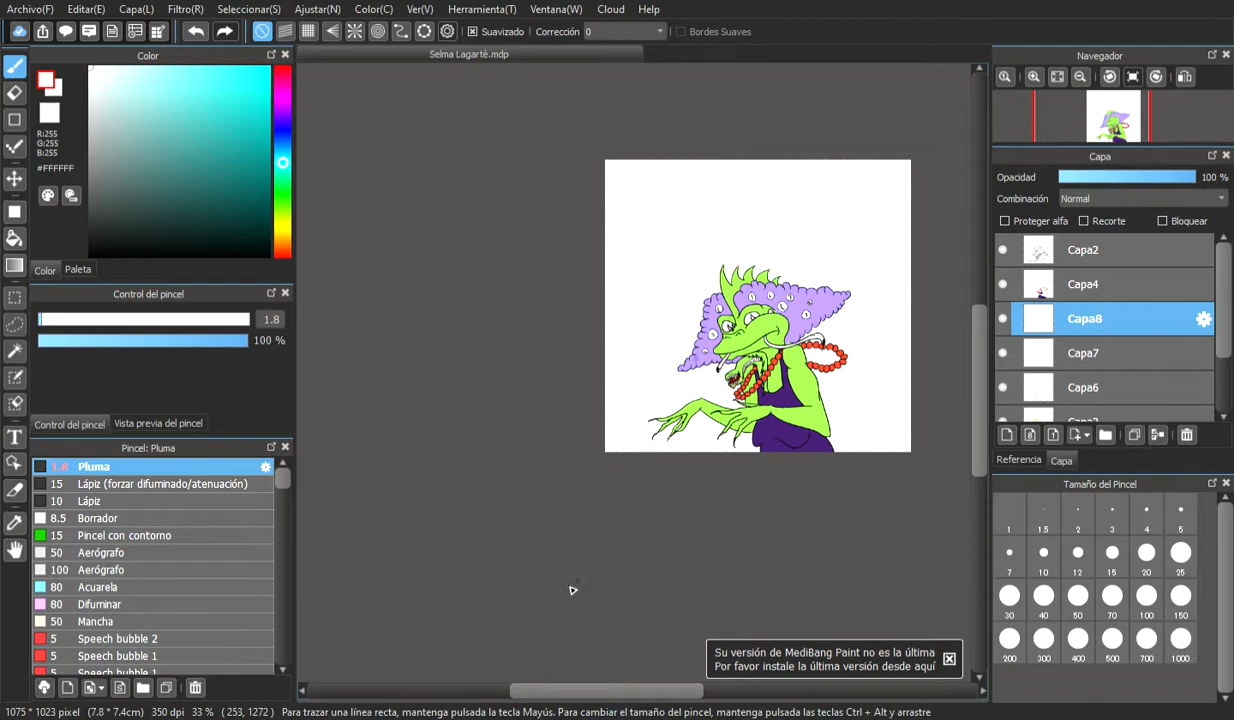 Archivo(F) Editar(E) Capa(L) Filtro(R) Seleccionar(S) Ajustar(N) Color(C) Ver(V) Herramienta(T) Ventana(W) Cloud Help
Suavizado Corrección 0 Bordes Suaves
Color
Selma Lagarté.mdp
Navegador
R:255
G:255
B:255
#FFFFFF
Color Paleta
Control del pincel
1.8
100 %
Control del pincel Vista previa del pincel
Pincel: Pluma
1.8 Pluma
15 Lápiz (forzar difuminado/atenuación)
10 Lápiz
8.5 Borrador
15 Pincel con contorno
50 Aerógrafo
100 Aerógrafo
80 Acuarela
80 Difuminar
50 Mancha
5 Speech bubble 2
5 Speech bubble 1
5 Speech bubble 1
Capa
Opacidad 100 %
Combinación Normal
Proteger alfa Recorte Bloquear
Capa2
Capa4
Capa8
Capa7
Capa6
Referencia Capa
Tamaño del Pincel
1 1.5 2 3 4 5
7 10 12 15 20 25
30 40 50 70 100 150
200 300 400 500 700 1000
Su versión de MediBang Paint no es la última
Por favor instale la última versión desde aquí
1075 * 1023 pixel (7.8 * 7.4cm) 350 dpi 33 % ( 253, 1272 ) Para trazar una línea recta, mantenga pulsada la tecla Mayús. Para cambiar el tamaño del pincel, mantenga pulsadas las teclas Ctrl + Alt y arrastre